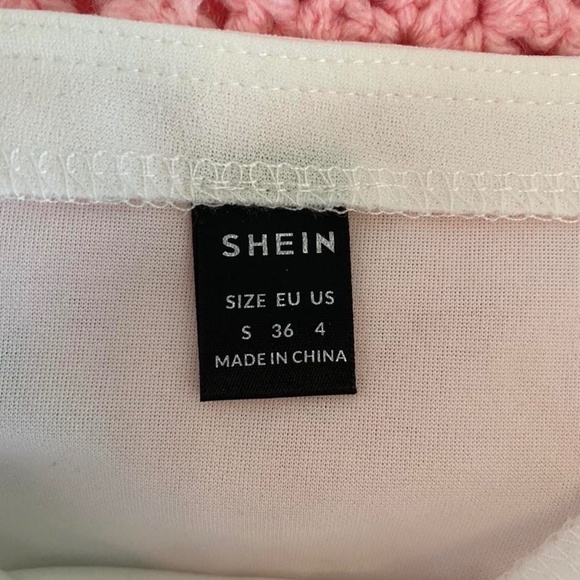 SHEIN
SIZE EU US
S 36 4
MADE IN CHINA